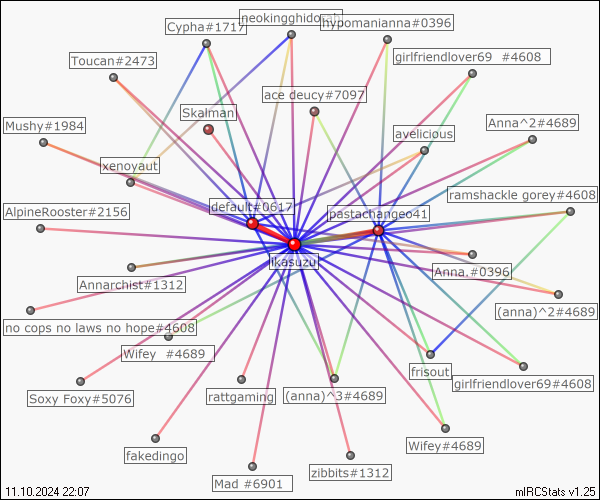 neokingghidorah
Cypha#1717
hypomanianna#0396
girlfriendlover69 #4608
Toucan#2473
ace deucy#7097
Skalman
Mushy#1984
Anna^2#4689
ayelicious
xenoyaut
ramshackle gorey#4608
default#0617
AlpineRooster#2156
pastachangeo41
ikasuzu
Anna.#0396
Annarchist#1312
(anna)^2#4689
no cops no laws no hope#4608
Wifey #4689
frisout
girlfriendlover69#4608
Soxy Foxy#5076
rattgaming
(anna)^3#4689
Wifey#4689
fakedingo
zibbits#1312
Mad #6901
11.10.2024 22:07
mIRCStats v1.25